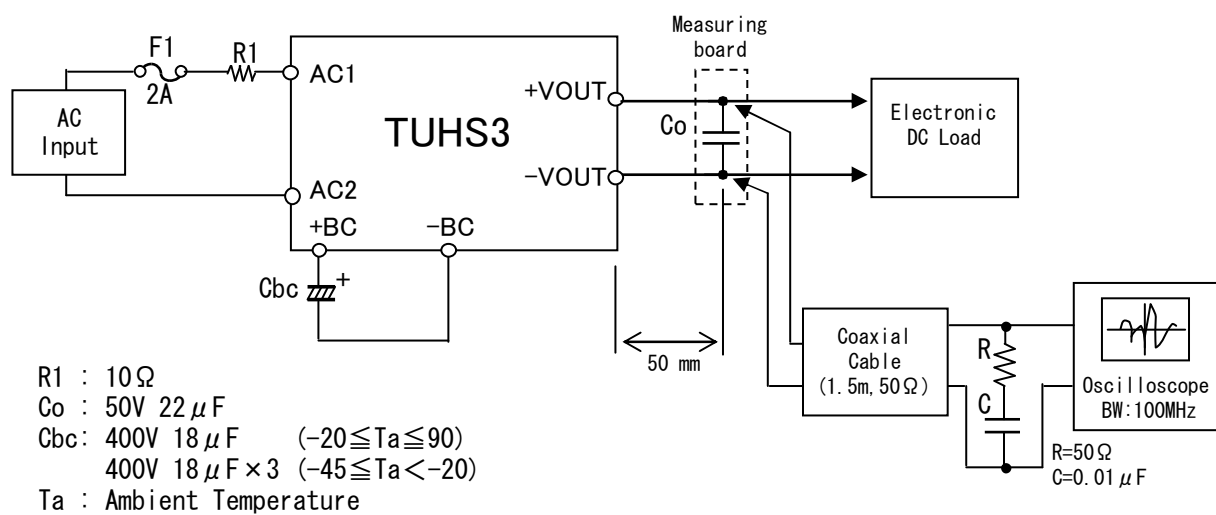 Measuring
board
F1
2A
R1
AC1
AC
Input
AC2
TUHS3
+VOUT
-VOUT
Co
Electronic
DC Load
+BC
-BC
Cbc
+
50 mm
Coaxial
Cable
(1.5m,50Ω)
R
C
Oscilloscope
BW:100MHz
R=50Ω
C=0.01μF
R1 : 10Ω
Co : 50V 22μF
Cbc: 400V 18μF (-20≦Ta≦90)
400V 18μF×3 (-45≦Ta<-20)
Ta : Ambient Temperature